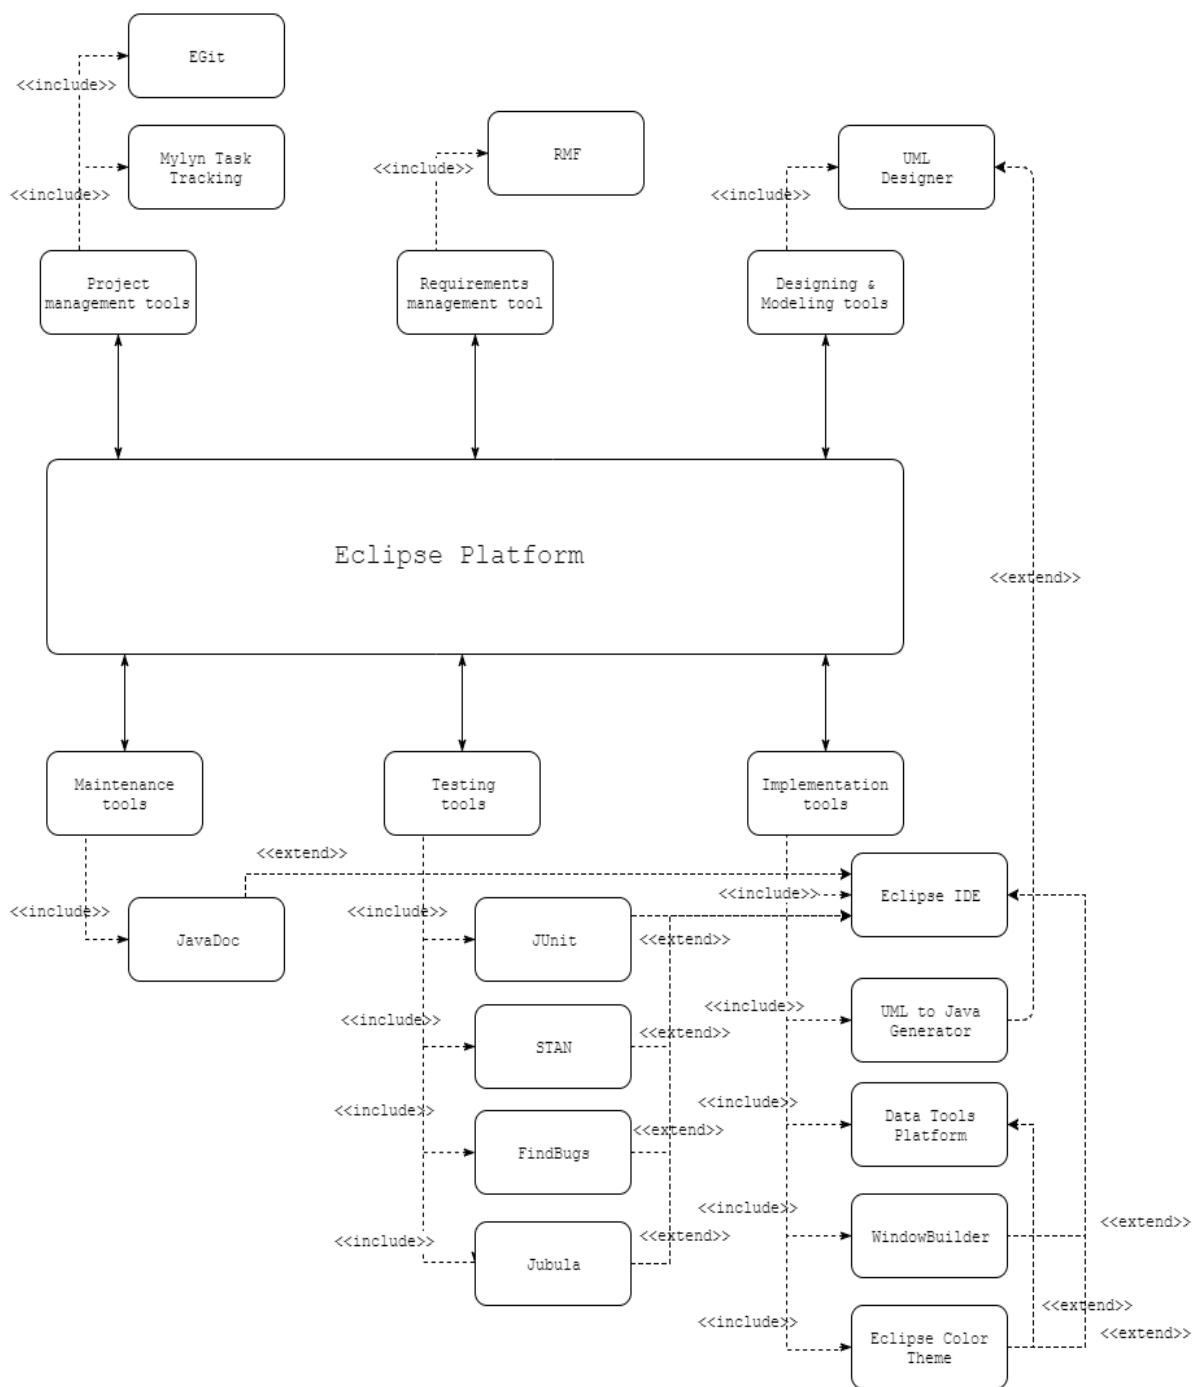 EGit
<<include>>
Mylyn Task
Tracking
<<include>>
RMF
<<include>>
UML
Designer
<<include>>
Project
management tools
Requirements
management tool
Designing &
Modeling tools
Eclipse Platform
<<extend>>
Maintenance
tools
Testing
tools
Implementation
tools
<<extend>>
<<include>>
Eclipse IDE
<<include>>
JavaDoc
<<include>>
JUnit
<<extend>>
<<include>>
UML to Java
Generator
<<include>>
STAN
<<extend>>
<<include>>
Data Tools
Platform
<<include>>
FindBugs
<<extend>>
<<include>>
WindowBuilder
<<extend>>
<<include>>
Jubula
<<extend>>
<<include>>
Eclipse Color
Theme
<<extend>>
<<extend>>